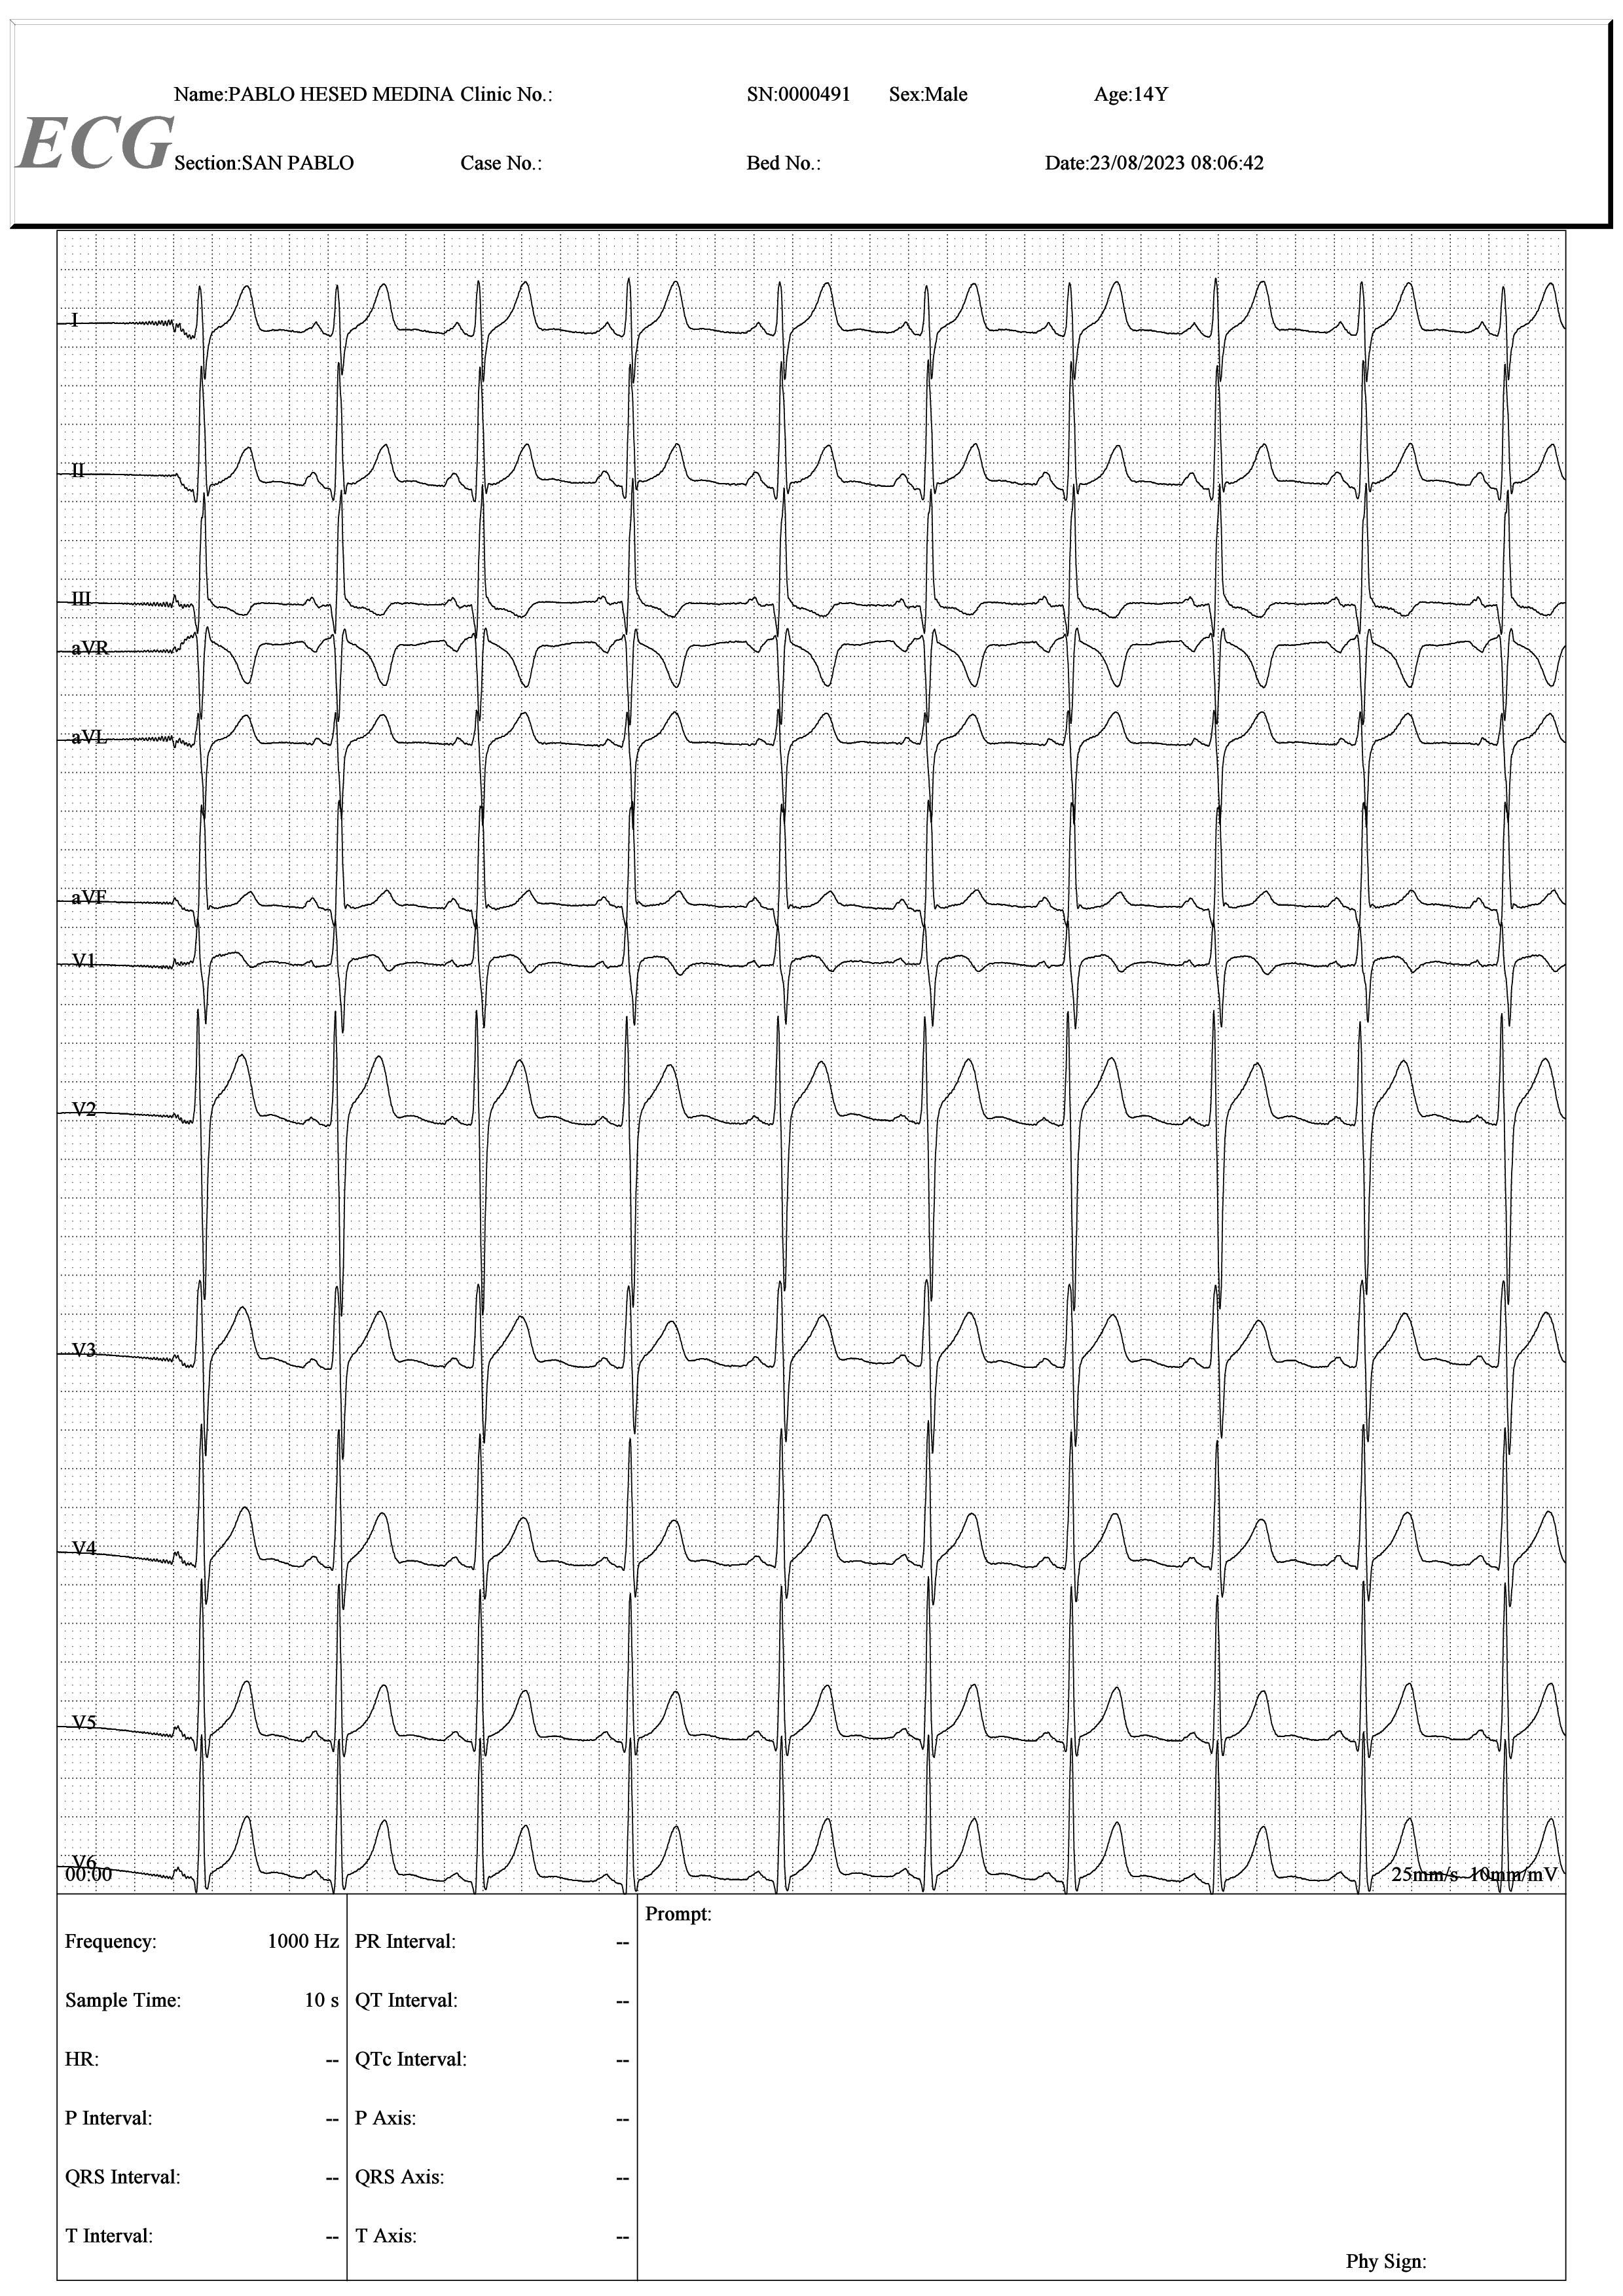 Name:PABLO HESED MEDINA Clinic No.: SN:0000491 Sex:Male Age:14Y
ECG
Section:SAN PABLO Case No.: Bed No.: Date:23/08/2023 08:06:42
I
II
III
aVR
aVL
aVF
V1
V2
V3
V4
V5
V6
00:00 25mm/s 10mm/mV
Prompt:
Frequency: 1000 Hz PR Interval: --
Sample Time: 10 s QT Interval: --
HR: -- QTc Interval: --
P Interval: -- P Axis: --
QRS Interval: -- QRS Axis: --
T Interval: -- T Axis: --
Phy Sign: